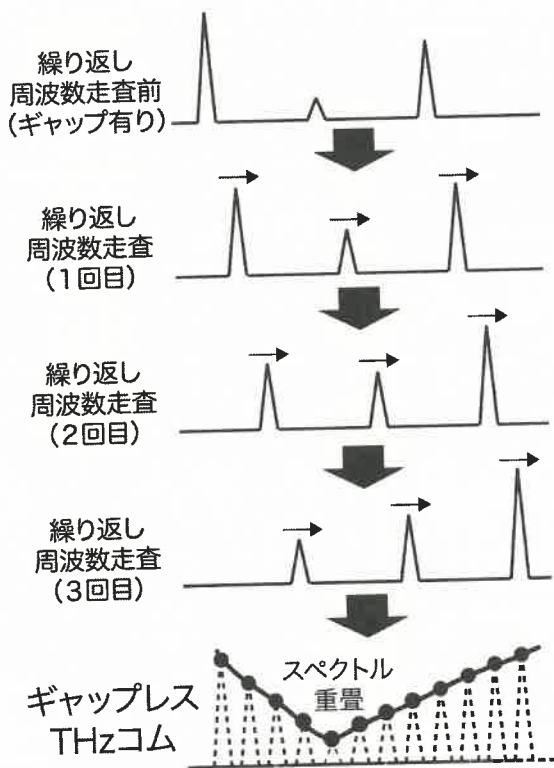 繰り返し
周波数走査前
(ギャップ有り)
繰り返し
周波数走査
(1回目)
繰り返し
周波数走査
(2回目)
繰り返し
周波数走査
(3回目)
スペクトル
重畳
ギャップレス
THzコム